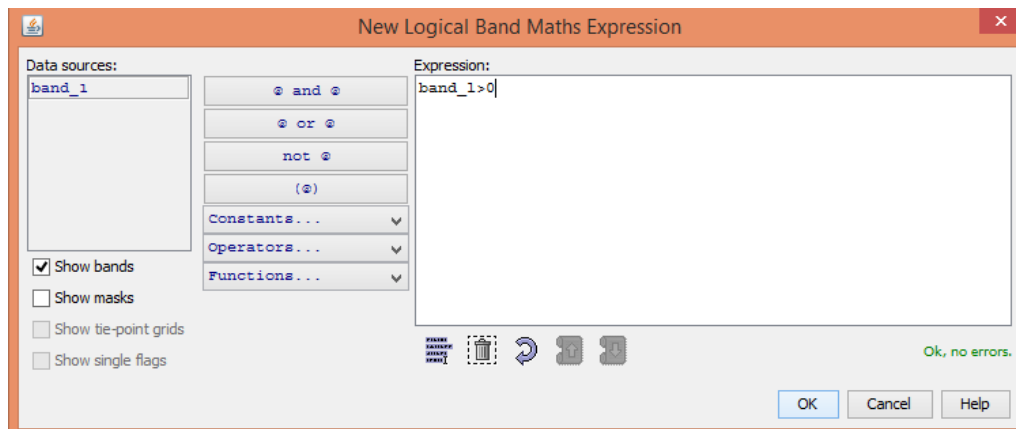 New Logical Band Maths Expression
Data sources:
band_1
@ and @
@ or @
not @
(@)
Constants...
Operators...
Functions...
Show bands
Show masks
Show tie-point grids
Show single flags
Expression:
band_1>0
Ok, no errors.
OK
Cancel
Help